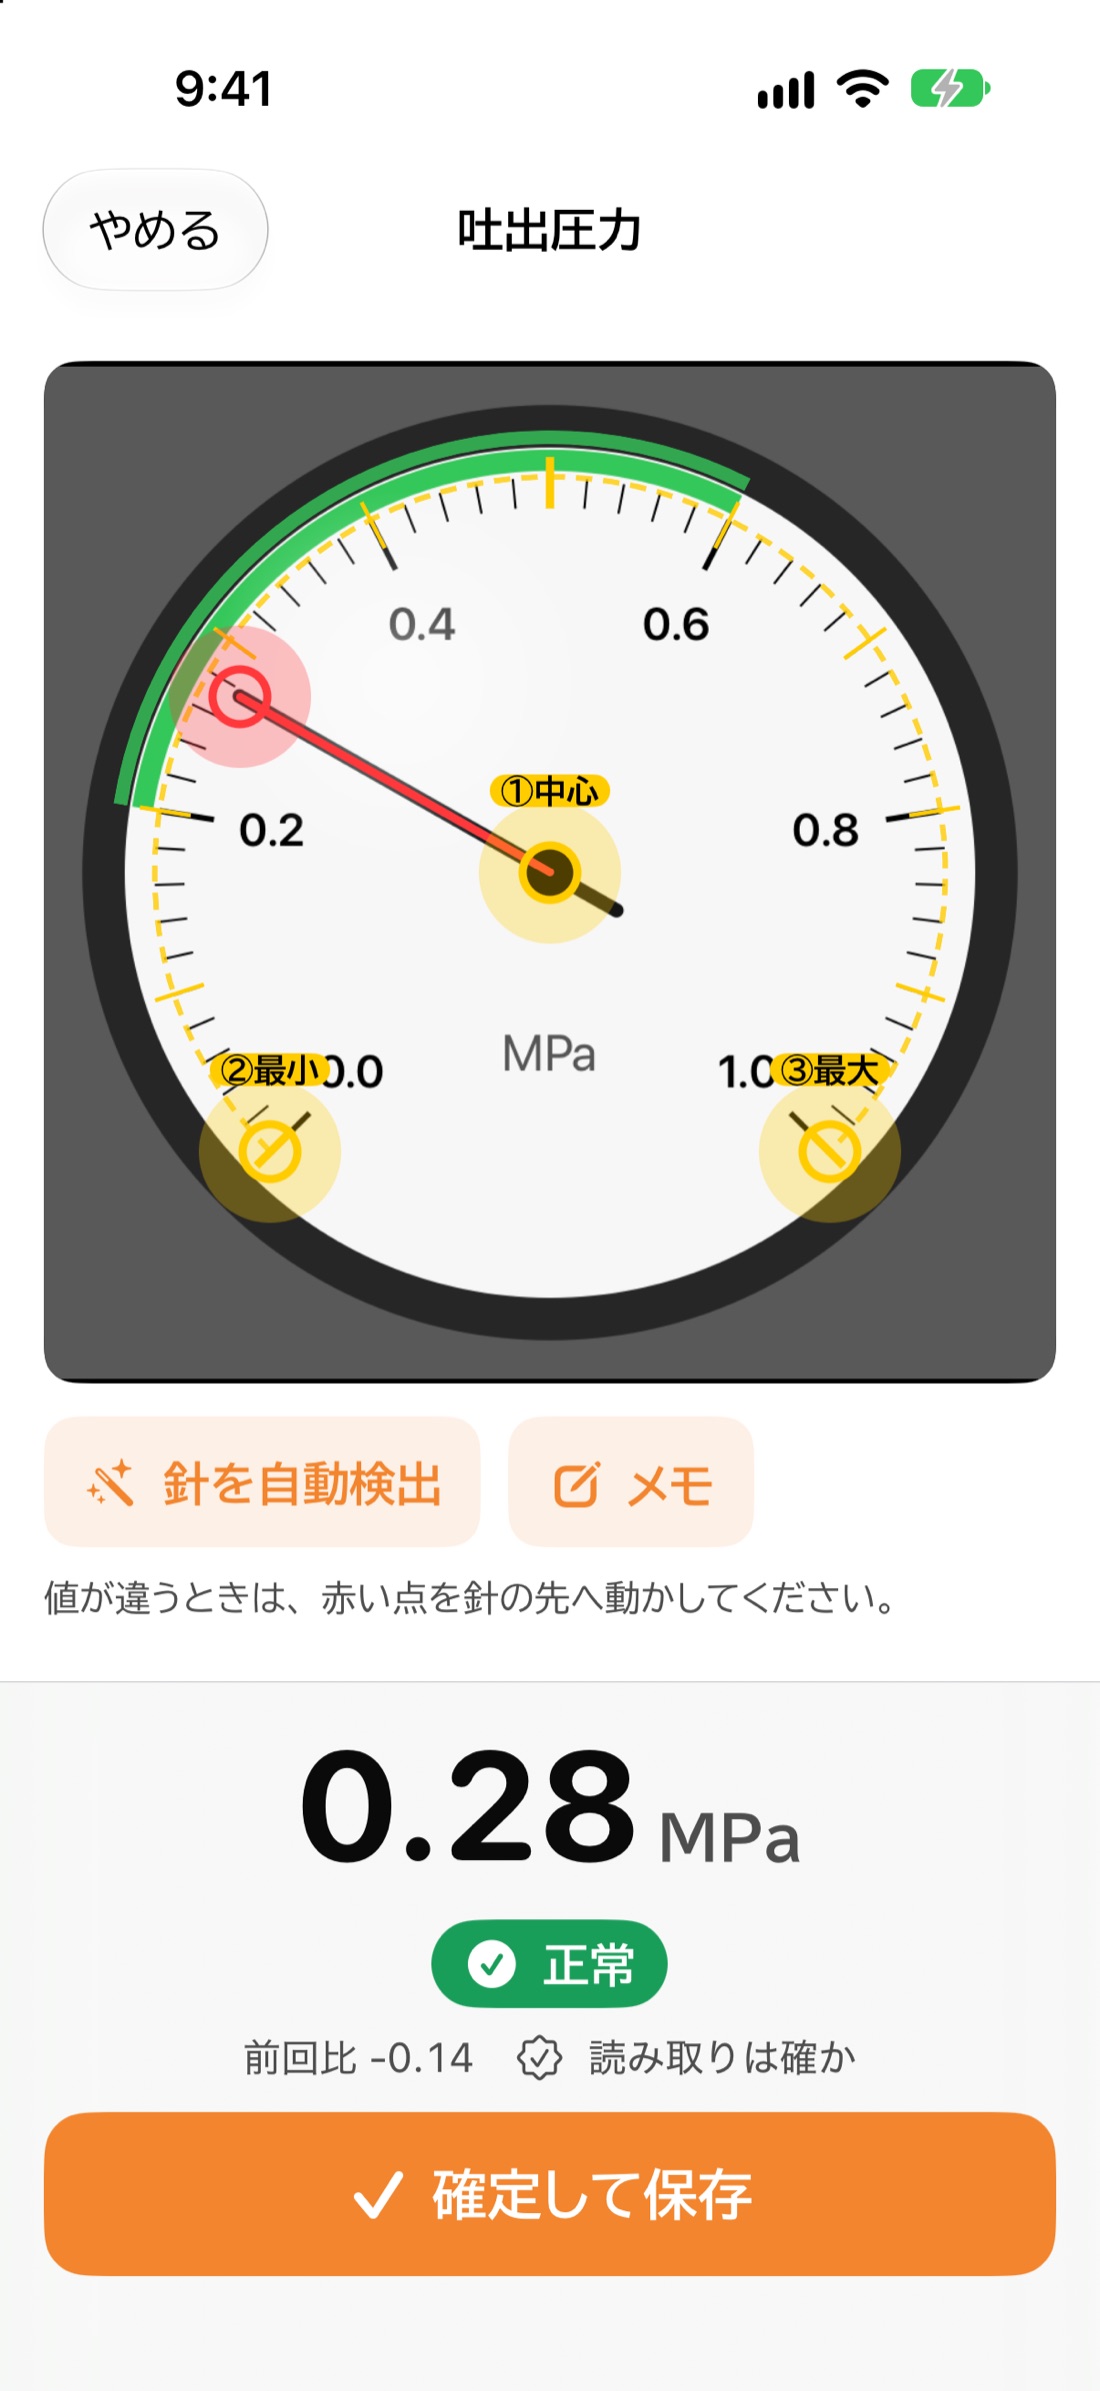 9:41
やめる
吐出圧力
0.4
0.6
①中心
0.2
0.8
MPa
②最小
0.0
1.0
③最大
針を自動検出
メモ
値が違うときは、赤い点を針の先へ動かしてください。
0.28 MPa
正常
前回比 -0.14 読み取りは確か
確定して保存